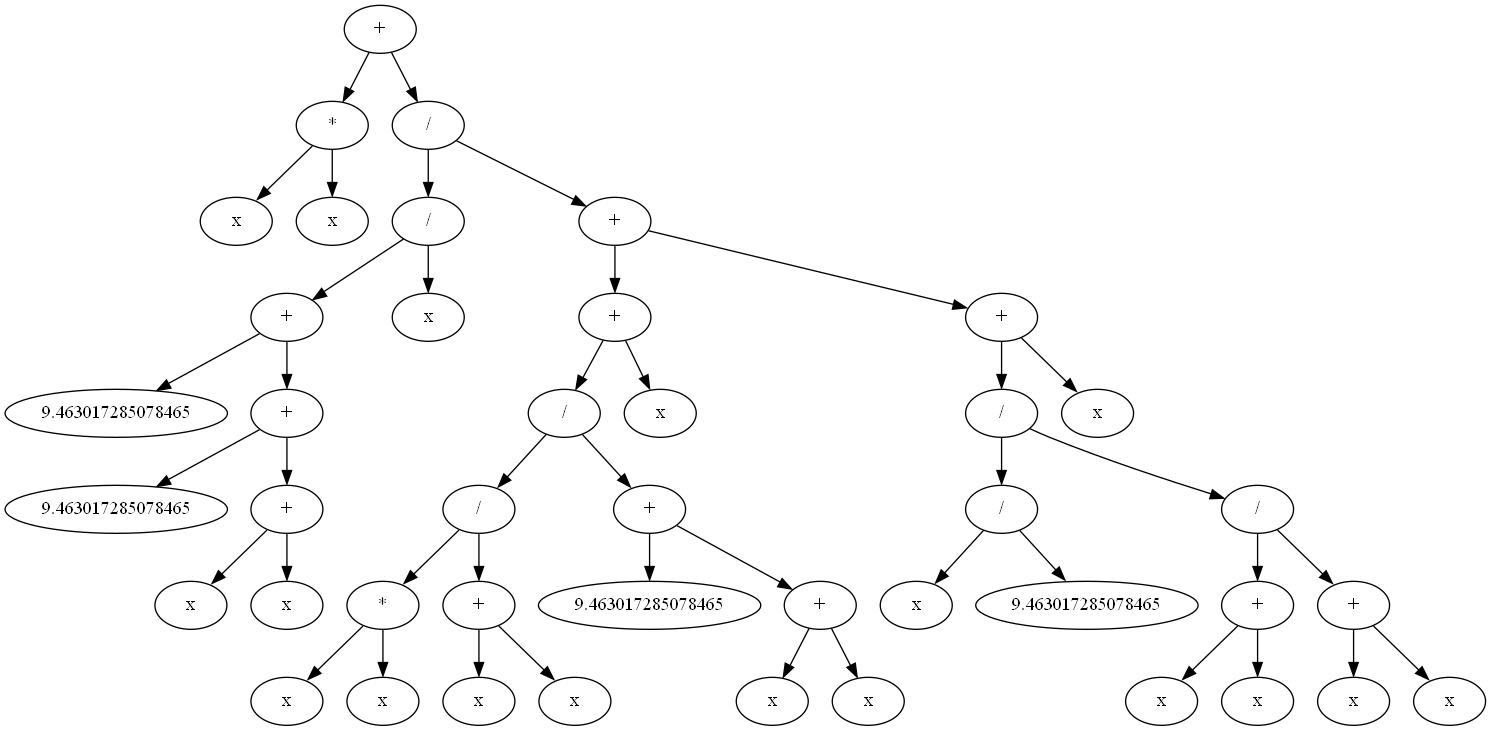 +
* /
x x / +
+ x + +
9.463017285078465 + / x / x
9.463017285078465 + / + / /
x x * + 9.463017285078465 + x 9.463017285078465 + +
x x x x x x x x x x